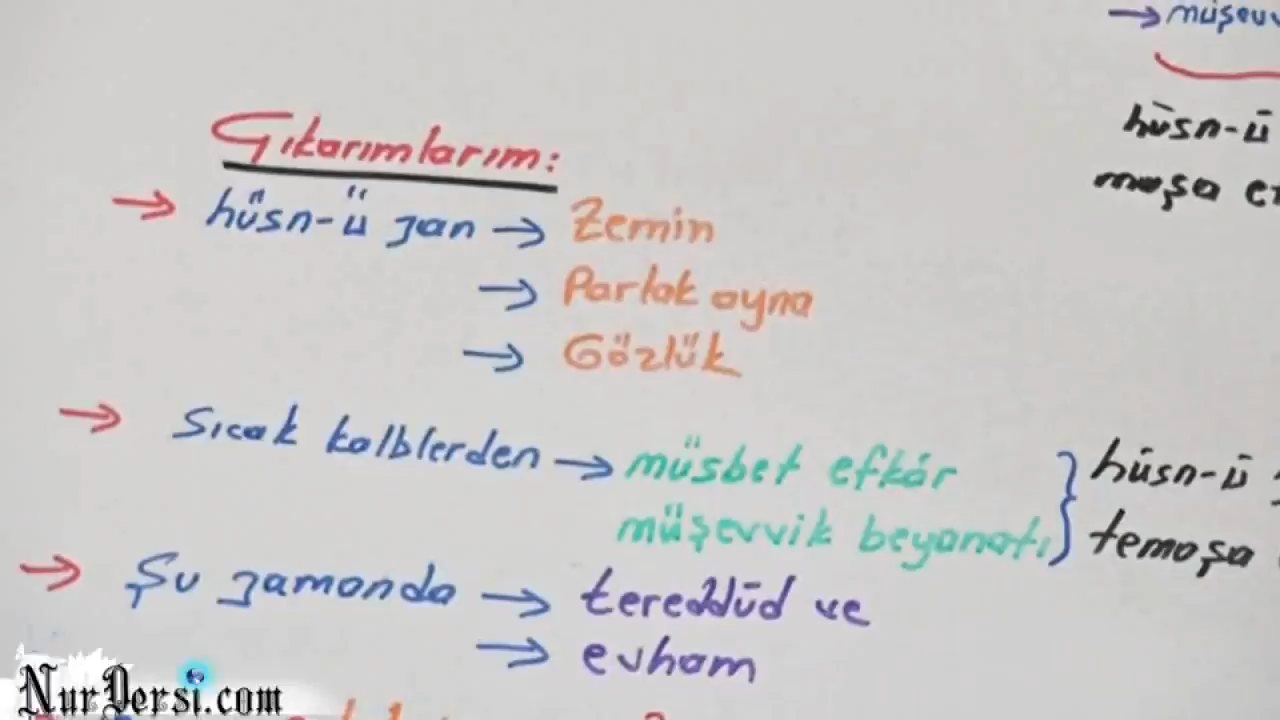 → müşevv
hüsn-ü
maşa e
Çıkarımlarım:
→ hüsn-ü zan → Zemin
→ Parlak ayna
→ Gözlük
→ Sıcak kalblerden → müsbet efkâr
müşevvik beyanatı } hüsn-ü
temaşa
→ Şu zamanda → tereddüd ve
→ evham
NurDersi.com